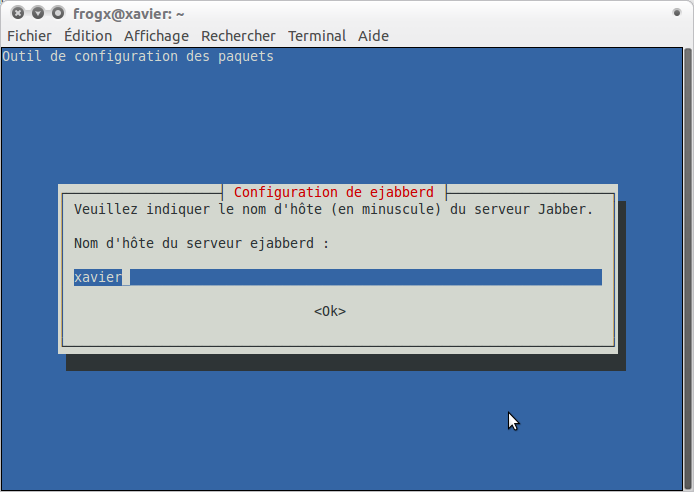 frogx@xavier: ~
Fichier Édition Affichage Rechercher Terminal Aide
Outil de configuration des paquets
Configuration de ejabberd
Veuillez indiquer le nom d'hôte (en minuscule) du serveur Jabber.
Nom d'hôte du serveur ejabberd :
xavier
<Ok>